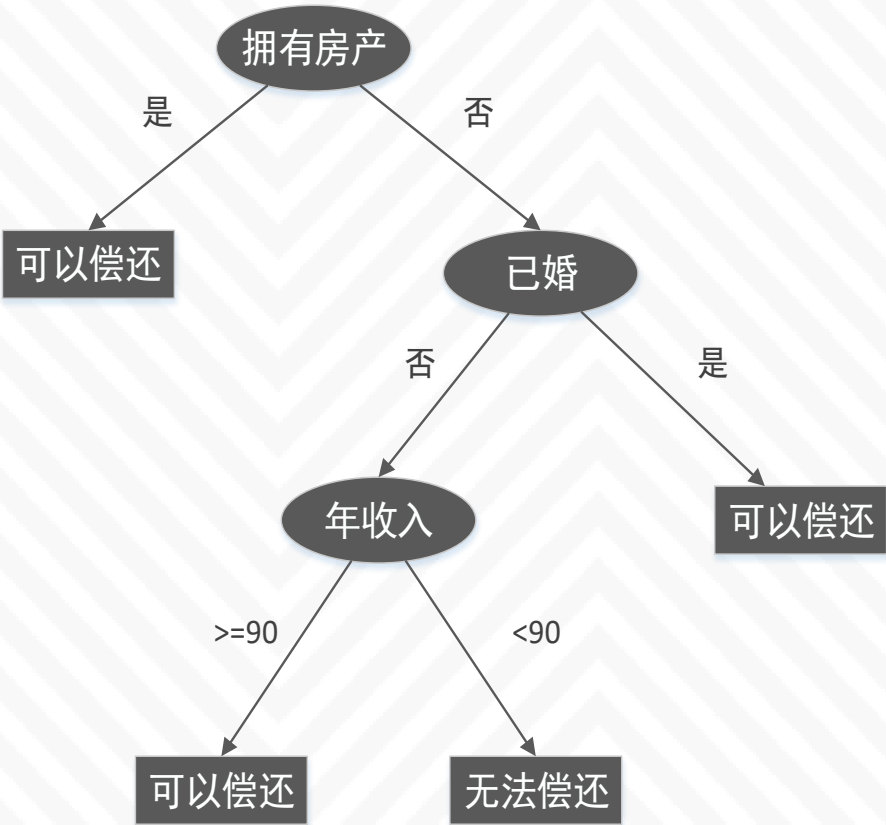 拥有房产
是
否
可以偿还
已婚
否
是
年收入
可以偿还
>=90
<90
可以偿还
无法偿还